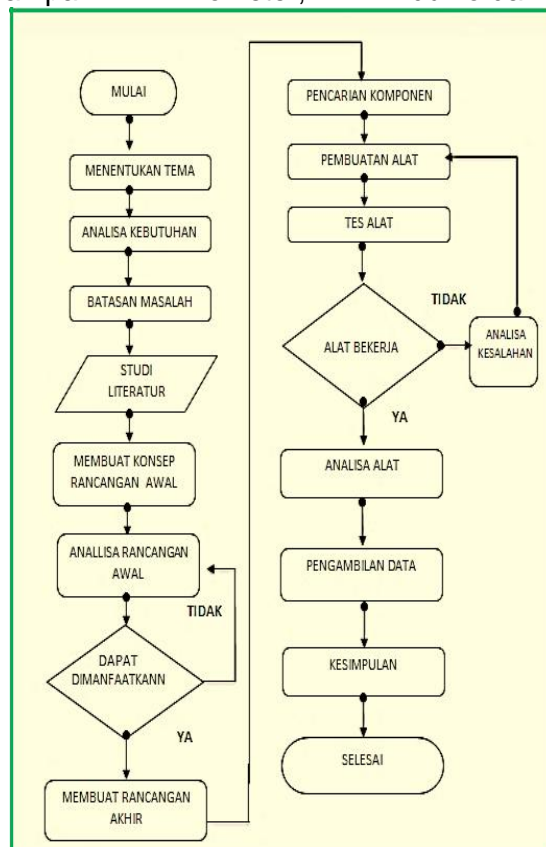 MULAI
MENENTUKAN TEMA
ANALISA KEBUTUHAN
BATASAN MASALAH
STUDI
LITERATUR
MEMBUAT KONSEP
RANCANGAN AWAL
ANALLISA RANCANGAN
AWAL
TIDAK
DAPAT
DIMANFAATKANN
YA
MEMBUAT RANCANGAN
AKHIR
PENCARIAN KOMPONEN
PEMBUATAN ALAT
TES ALAT
TIDAK
ALAT BEKERJA
ANALISA
KESALAHAN
YA
ANALISA ALAT
PENGAMBILAN DATA
KESIMPULAN
SELESAI